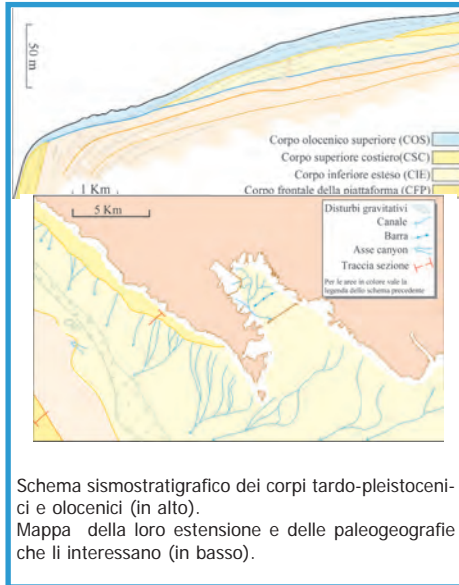 50 m
Corpo olocenico superiore (COS)
Corpo superiore costiero(CSC)
Corpo inferiore esteso (CIE)
Corpo frontale della piattaforma (CFP)
1 Km
5 Km
Disturbi gravitativi
Canale
Barra
Asse canyon
Traccia sezione
Per le aree in colore vale la
legenda dello schema precedente
Schema sismostratigrafico dei corpi tardo-pleistoceni-
ci e olocenici (in alto).
Mappa della loro estensione e delle paleogeografie
che li interessano (in basso).